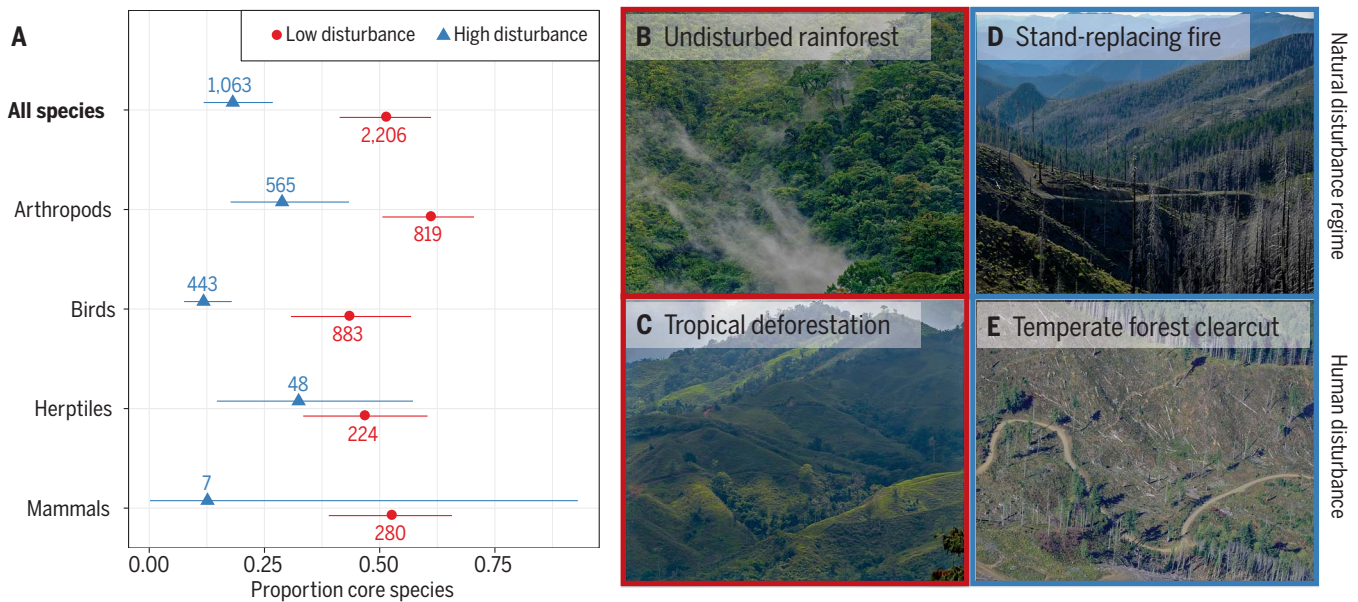 A
Low disturbance
High disturbance
All species
1,063
2,206
Arthropods
565
819
Birds
443
883
Herptiles
48
224
Mammals
7
280
0.00
0.25
0.50
0.75
Proportion core species
B Undisturbed rainforest
D Stand-replacing fire
C Tropical deforestation
E Temperate forest clearcut
Natural disturbance regime
Human disturbance